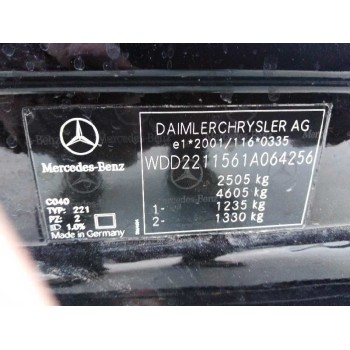 DAIMLERCHRYSLER AG
e1*2001/116*0335
WDD2211561A064256
2505 kg
4605 kg
1- 1235 kg
2- 1330 kg
Mercedes-Benz
C040
TYP: 221
PZ: 2
ID 1.0%
Made in Germany